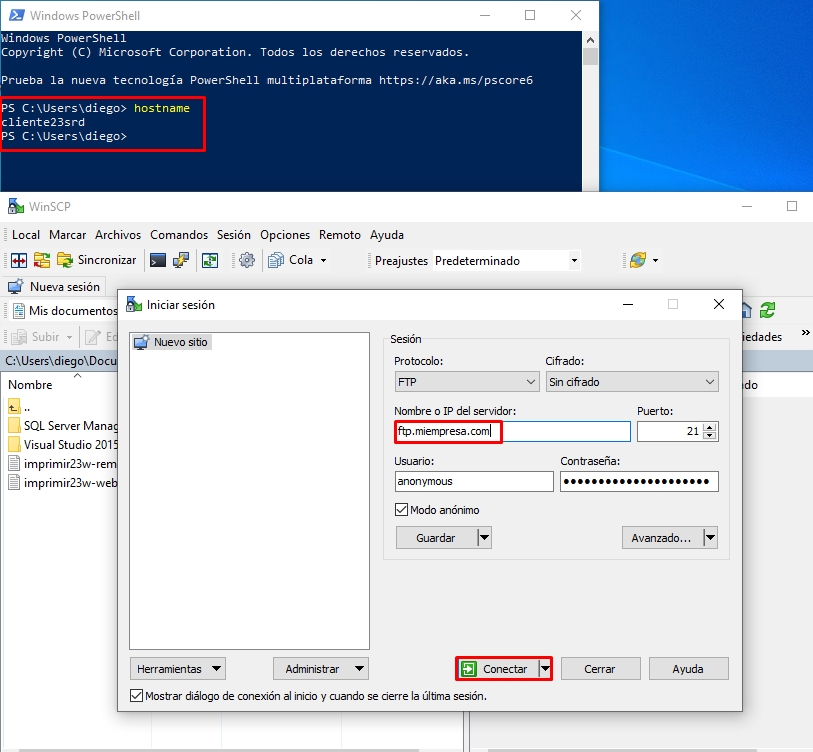 Windows PowerShell
Windows PowerShell
Copyright (C) Microsoft Corporation. Todos los derechos reservados.
Prueba la nueva tecnología PowerShell multiplataforma https://aka.ms/pscore6
PS C:\Users\diego> hostname
cliente23srd
PS C:\Users\diego>
WinSCP
Local Marcar Archivos Comandos Sesión Opciones Remoto Ayuda
Sincronizar Cola Preajustes Predeterminado
Nueva sesión
Mis documentos
Subir Ed iedades »
C:\Users\diego\Docu
Nombre do
..
SQL Server Manag
Visual Studio 2015
imprimir23w-rem
imprimir23w-web
Iniciar sesión
Nuevo sitio
Sesión
Protocolo: Cifrado:
FTP Sin cifrado
Nombre o IP del servidor: Puerto:
ftp.miempresa.com 21
Usuario: Contraseña:
anonymous ●●●●●●●●●●●●●●●●●●●●●
Modo anónimo
Guardar Avanzado...
Herramientas Administrar Conectar Cerrar Ayuda
Mostrar diálogo de conexión al inicio y cuando se cierre la última sesión.